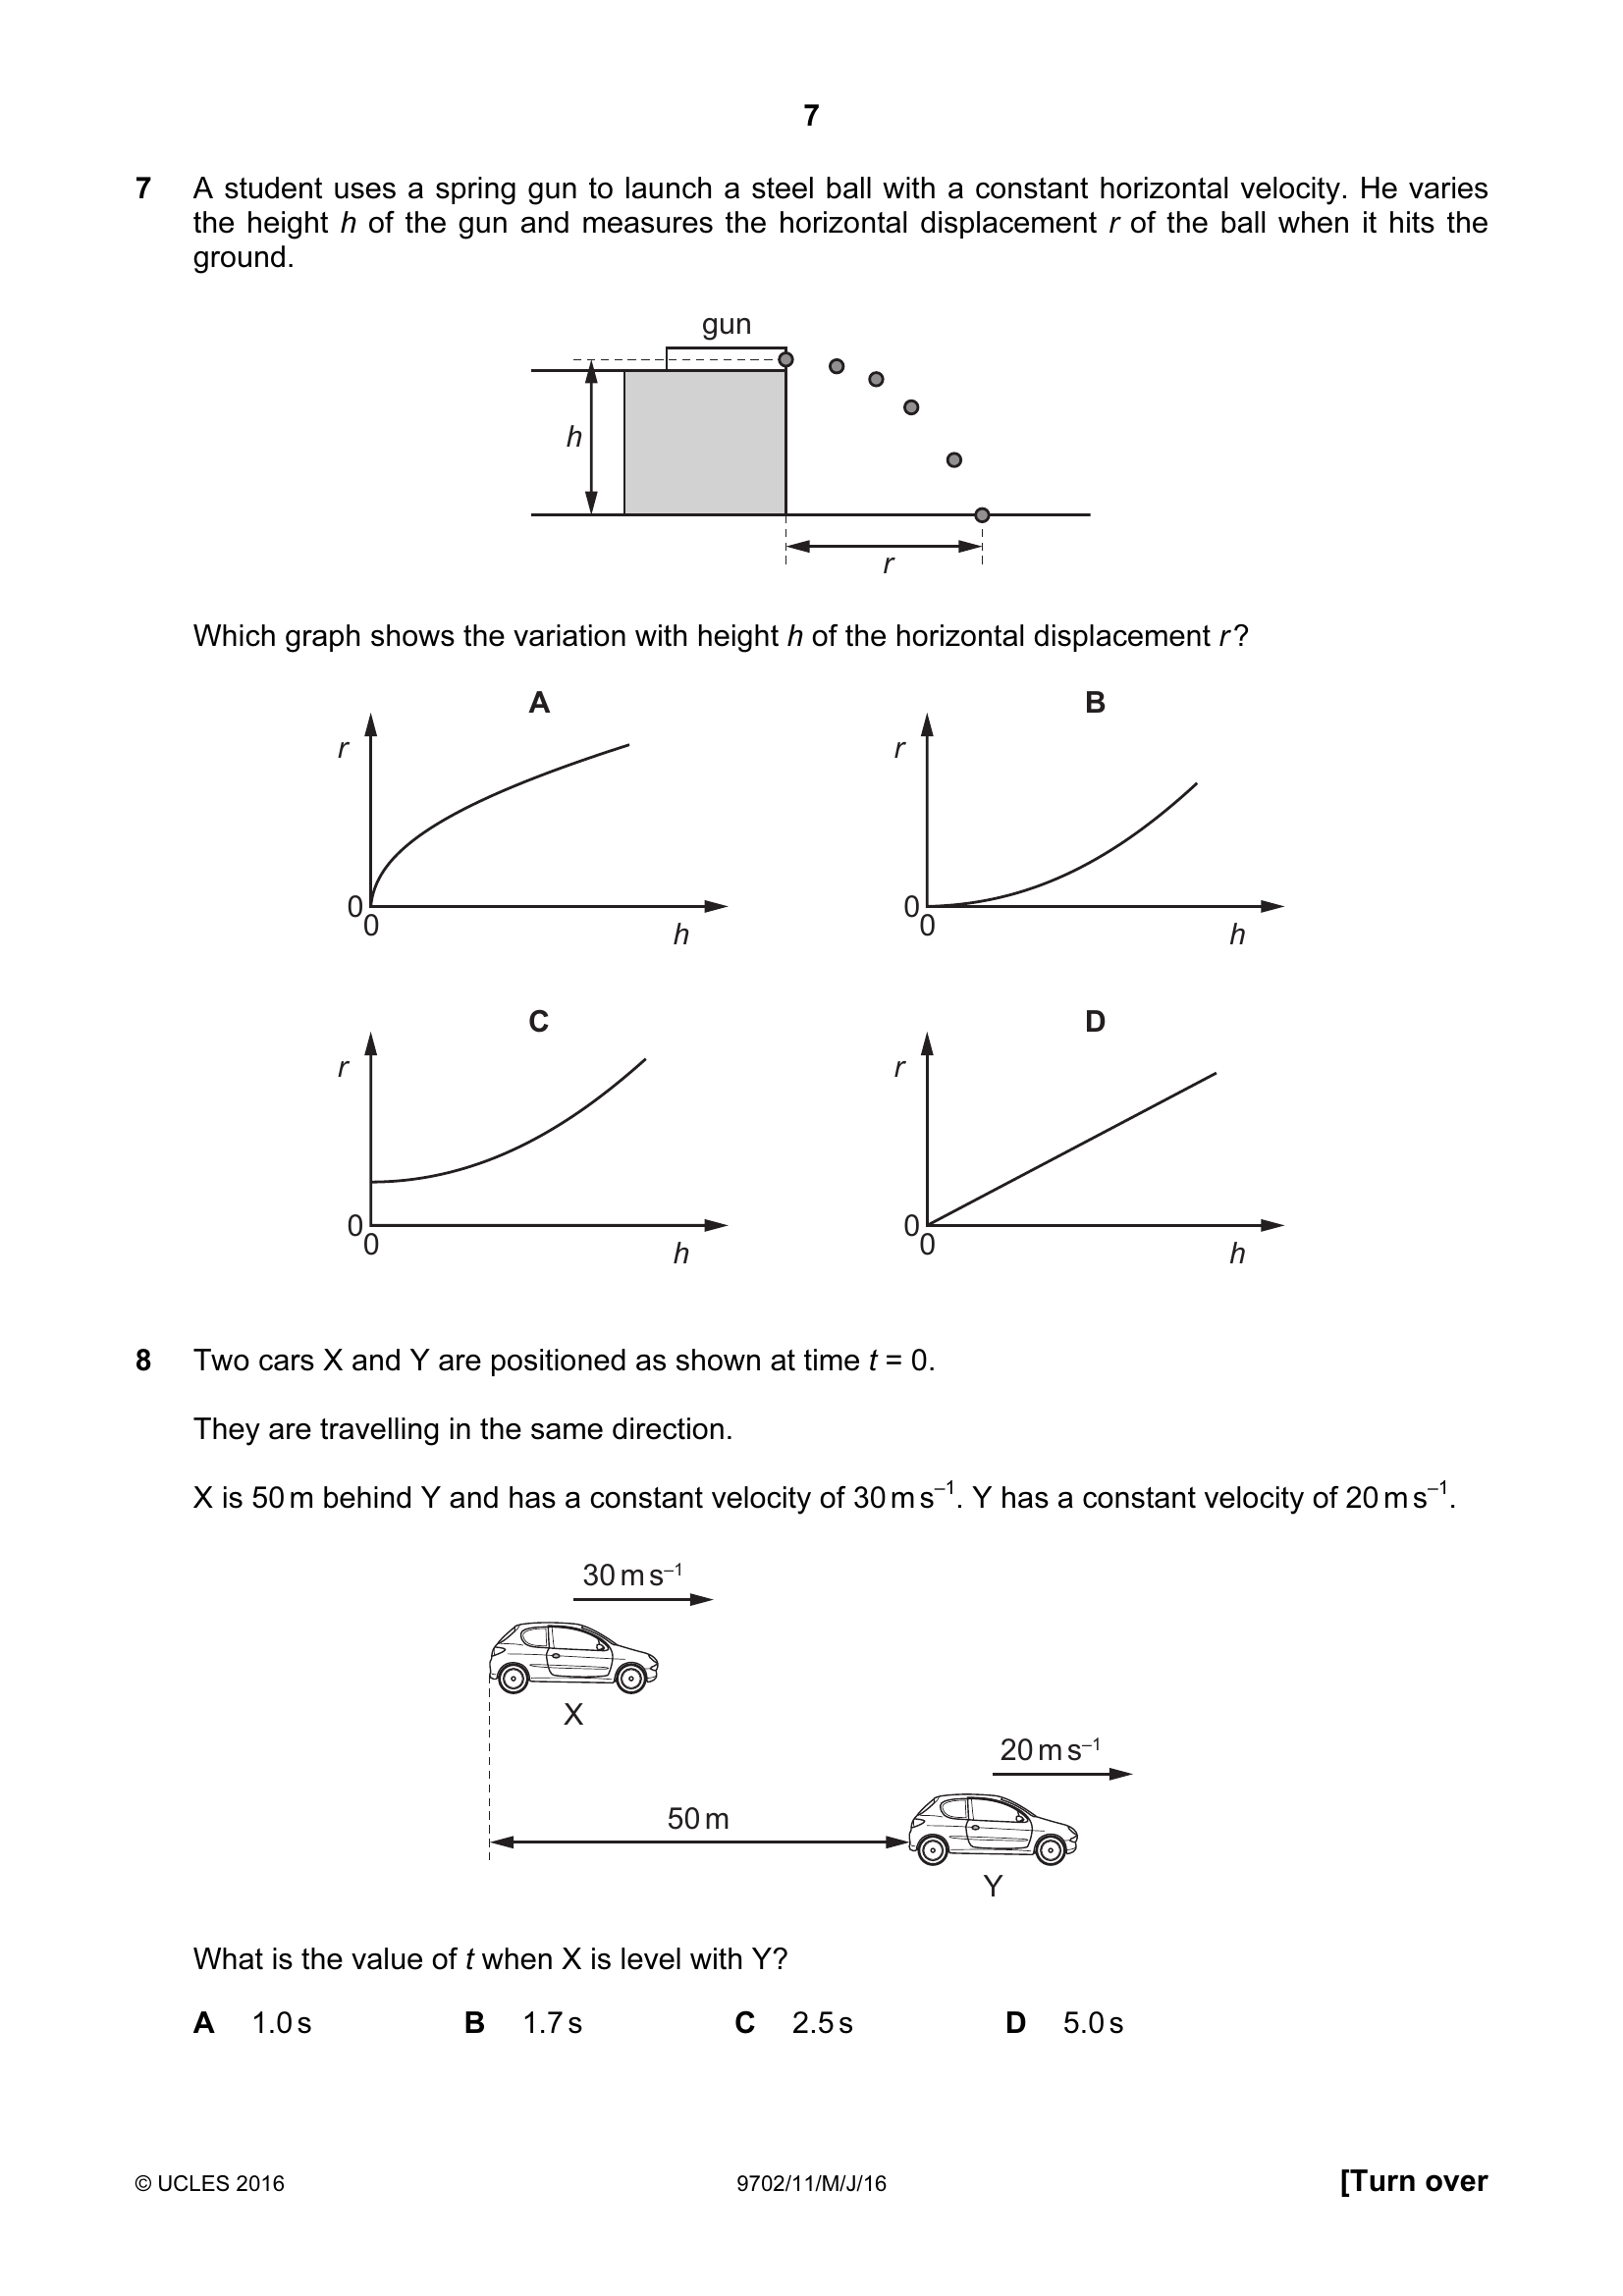 7
7 A student uses a spring gun to launch a steel ball with a constant horizontal velocity. He varies
the height h of the gun and measures the horizontal displacement r of the ball when it hits the
ground.
gun
h
r
Which graph shows the variation with height h of the horizontal displacement r?
A
r
0
0
h
B
r
0
0
h
C
r
0
0
h
D
r
0
0
h
8 Two cars X and Y are positioned as shown at time t = 0.
They are travelling in the same direction.
X is 50 m behind Y and has a constant velocity of 30 m s⁻¹. Y has a constant velocity of 20 m s⁻¹.
30 m s⁻¹
X
20 m s⁻¹
50 m
Y
What is the value of t when X is level with Y?
A 1.0 s B 1.7 s C 2.5 s D 5.0 s
© UCLES 2016 9702/11/M/J/16 [Turn over